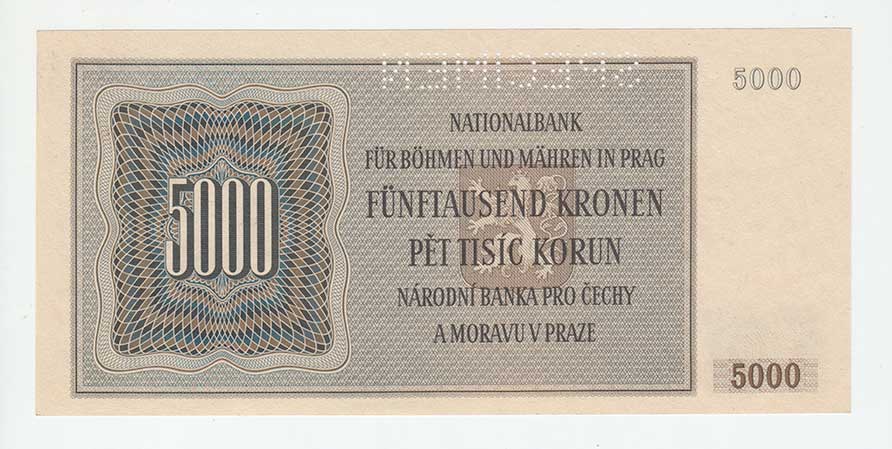 SPECIMEN
5000
5000
NATIONALBANK
FÜR BÖHMEN UND MÄHREN IN PRAG
FÜNFTAUSEND KRONEN
PĚT TISÍC KORUN
NÁRODNÍ BANKA PRO ČECHY
A MORAVU V PRAZE
5000